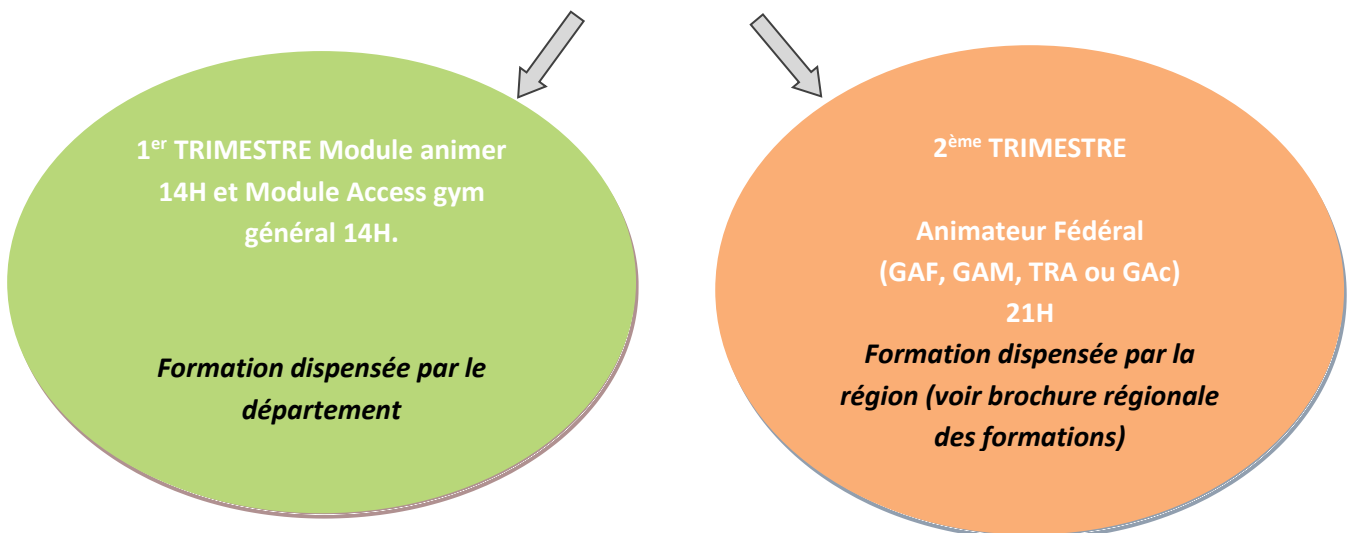 1er TRIMESTRE Module animer
14H et Module Access gym
général 14H.
Formation dispensée par le
département
2ème TRIMESTRE
Animateur Fédéral
(GAF, GAM, TRA ou GAc)
21H
Formation dispensée par la
région (voir brochure régionale
des formations)